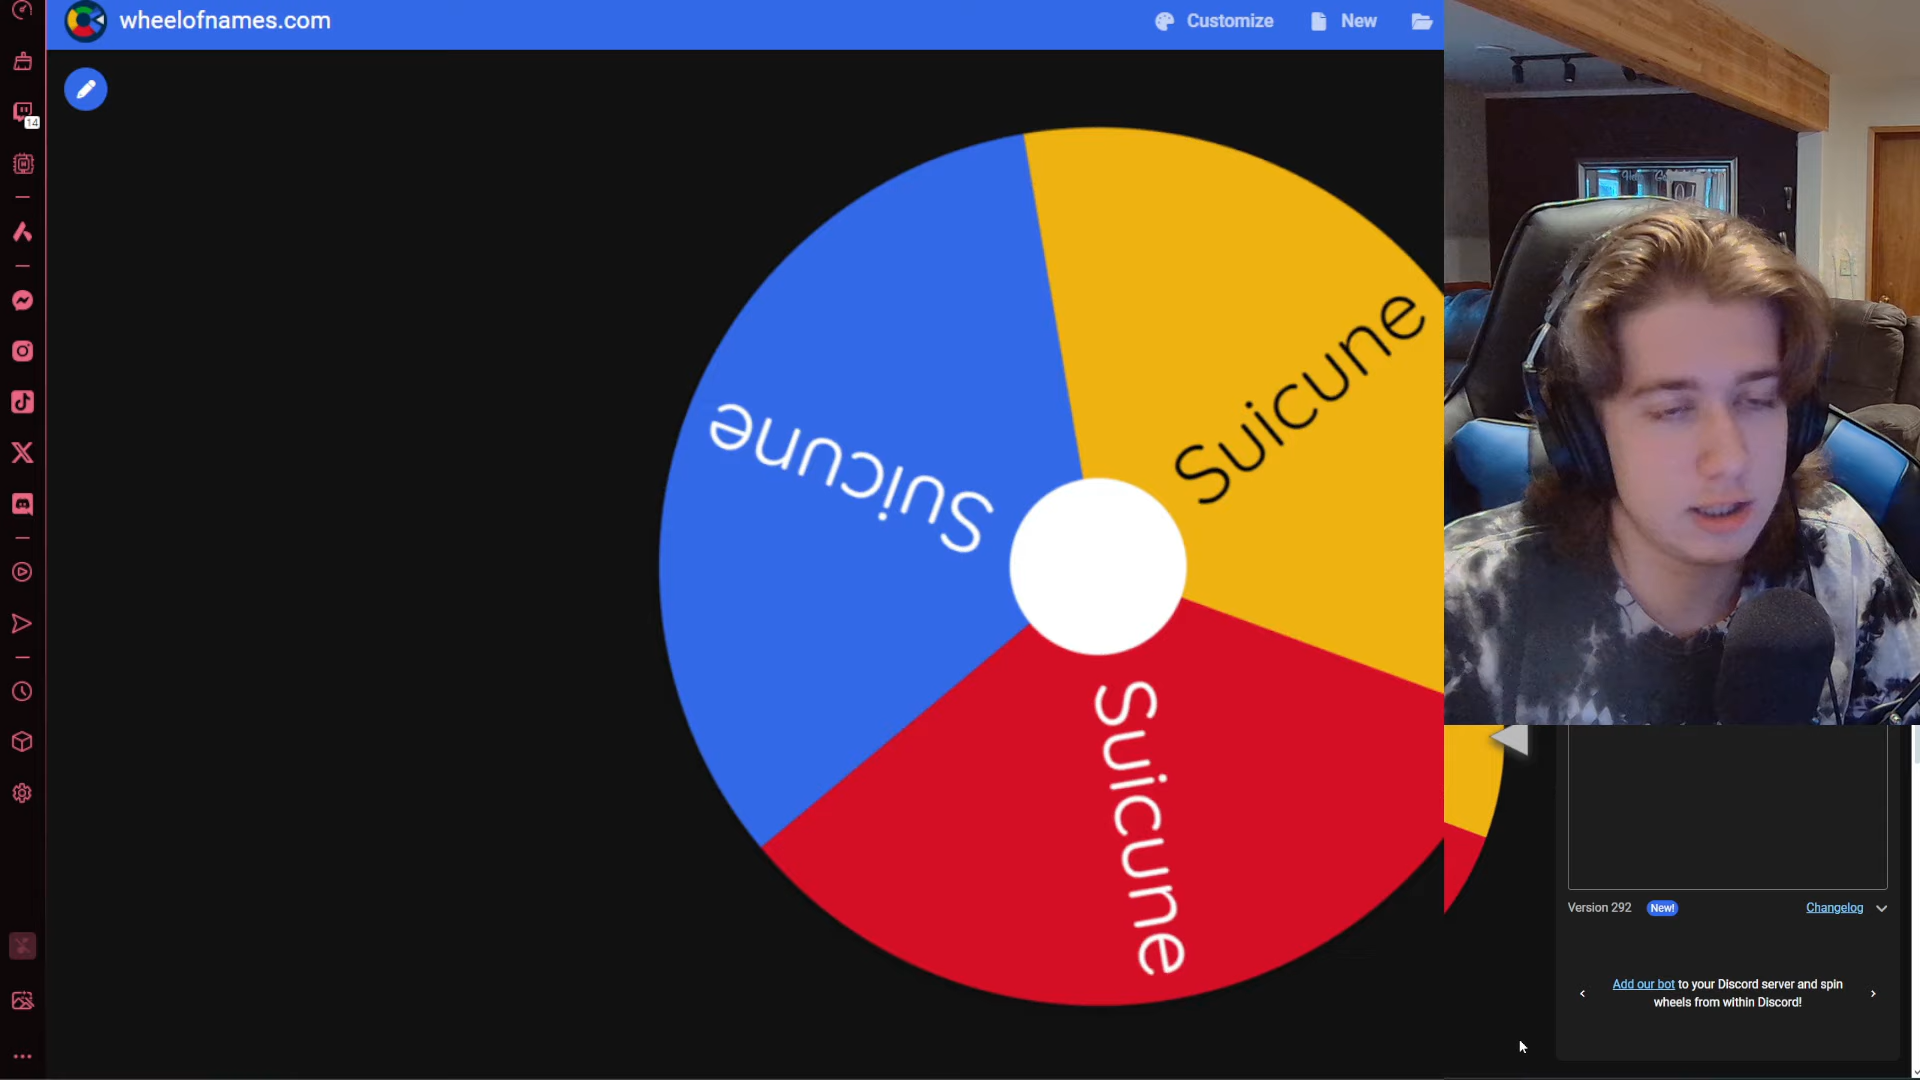 wheelofnames.com
Customize
New
14
Suicune
Suicune
Suicune
Version 292
New!
Changelog
Add our bot to your Discord server and spin
wheels from within Discord!